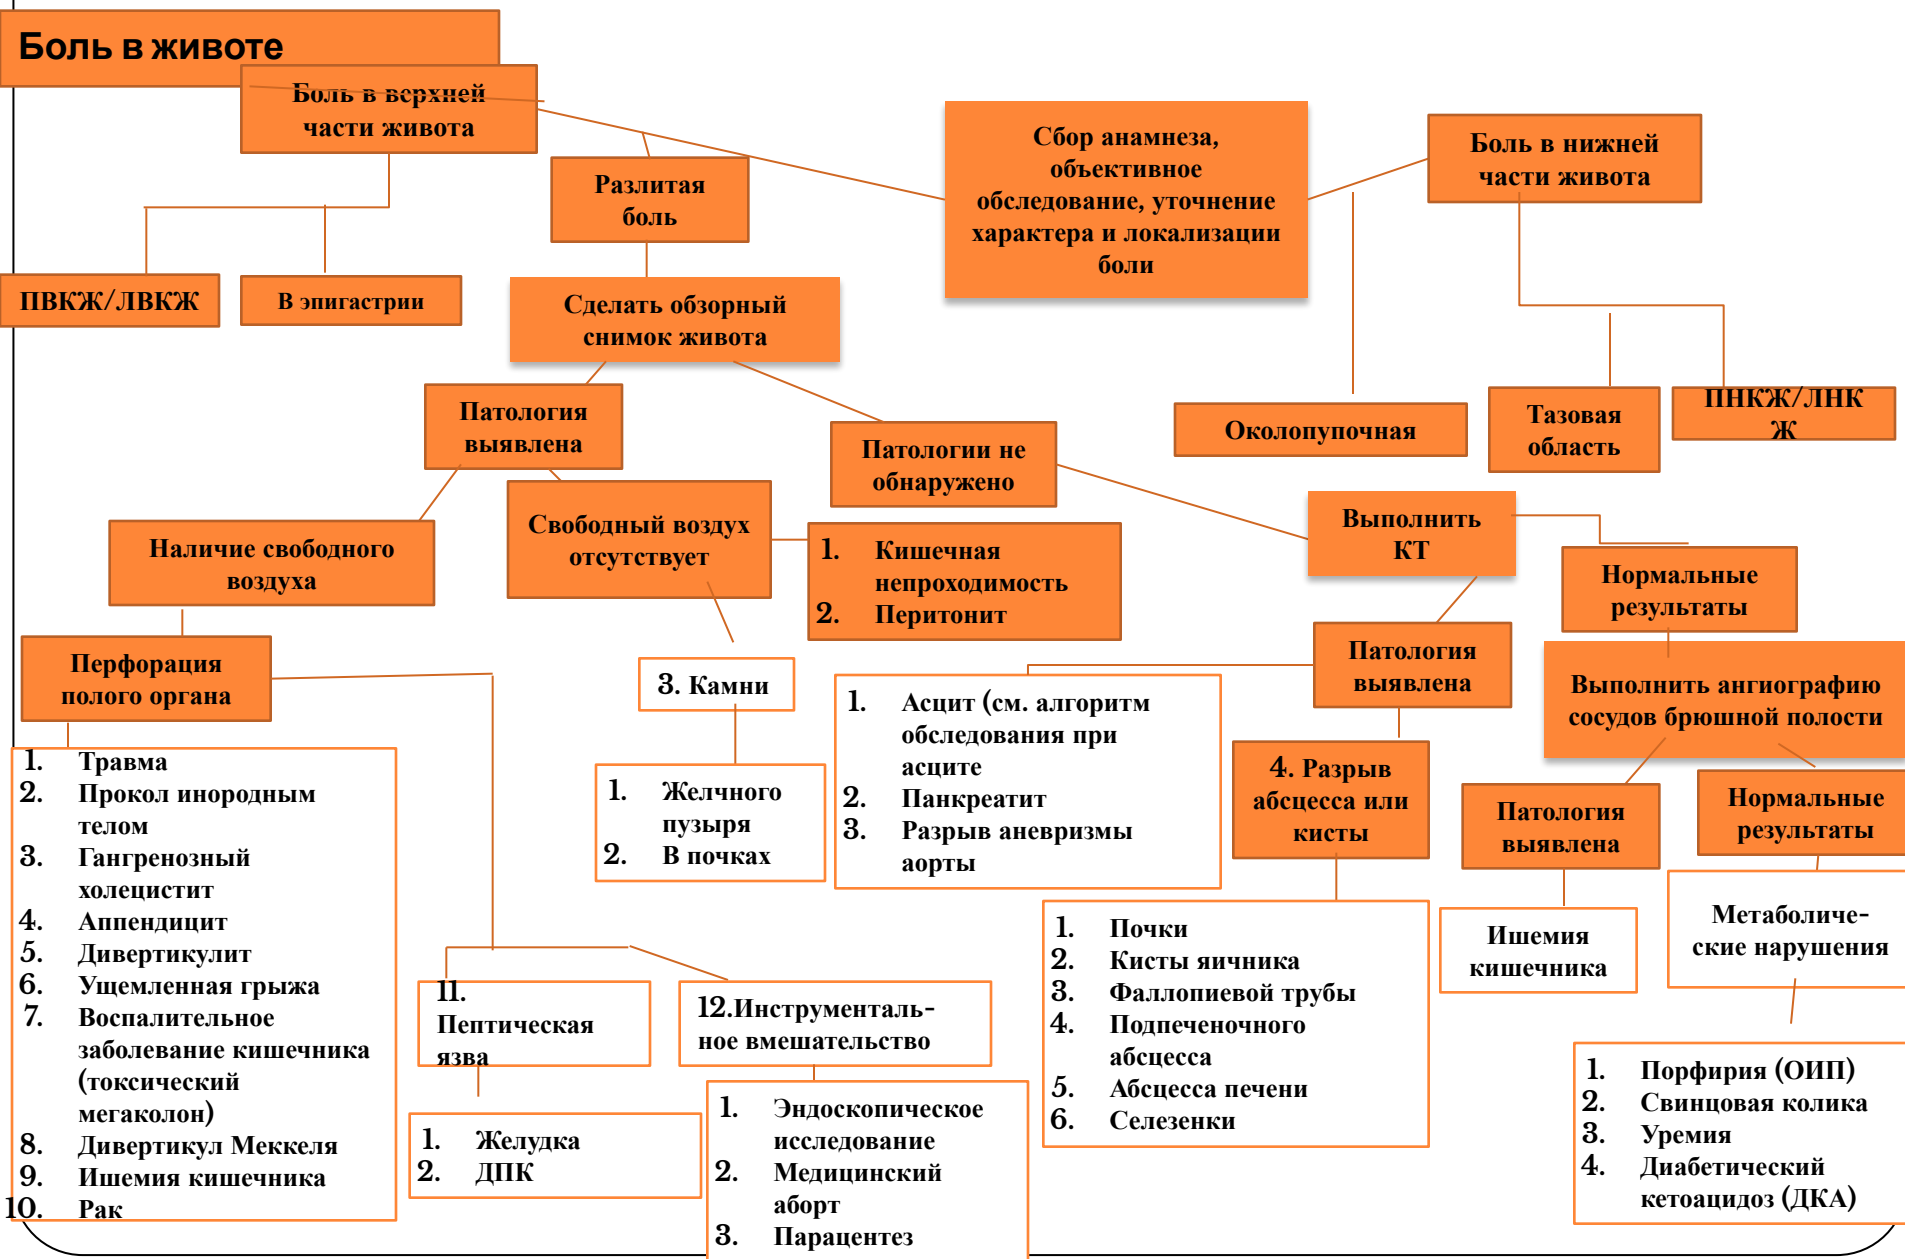 Боль в животе
Боль в верхней
части живота
Сбор анамнеза,
объективное
обследование, уточнение
характера и локализации
боли
Боль в нижней
части живота
Разлитая
боль
ПВКЖ/ЛВКЖ
В эпигастрии
Сделать обзорный
снимок живота
Околопупочная
Тазовая
область
ПНКЖ/ЛНК
Ж
Патология
выявлена
Патологии не
обнаружено
Наличие свободного
воздуха
Свободный воздух
отсутствует
1. Кишечная
непроходимость
2. Перитонит
Выполнить
КТ
Нормальные
результаты
Перфорация
полого органа
3. Камни
Патология
выявлена
Выполнить ангиографию
сосудов брюшной полости
1. Травма
2. Прокол инородным
телом
3. Гангренозный
холецистит
4. Аппендицит
5. Дивертикулит
6. Ущемленная грыжа
7. Воспалительное
заболевание кишечника
(токсический
мегаколон)
8. Дивертикул Меккеля
9. Ишемия кишечника
10. Рак
1. Желчного
пузыря
2. В почках
1. Асцит (см. алгоритм
обследования при
асците
2. Панкреатит
3. Разрыв аневризмы
аорты
4. Разрыв
абсцесса или
кисты
Патология
выявлена
Нормальные
результаты
11.
Пептическая
язва
12.Инструменталь-
ное вмешательство
1. Почки
2. Кисты яичника
3. Фаллопиевой трубы
4. Подпеченочного
абсцесса
5. Абсцесса печени
6. Селезенки
Ишемия
кишечника
Метаболиче-
ские нарушения
1. Желудка
2. ДПК
1. Эндоскопическое
исследование
2. Медицинский
аборт
3. Парацентез
1. Порфирия (ОИП)
2. Свинцовая колика
3. Уремия
4. Диабетический
кетоацидоз (ДКА)